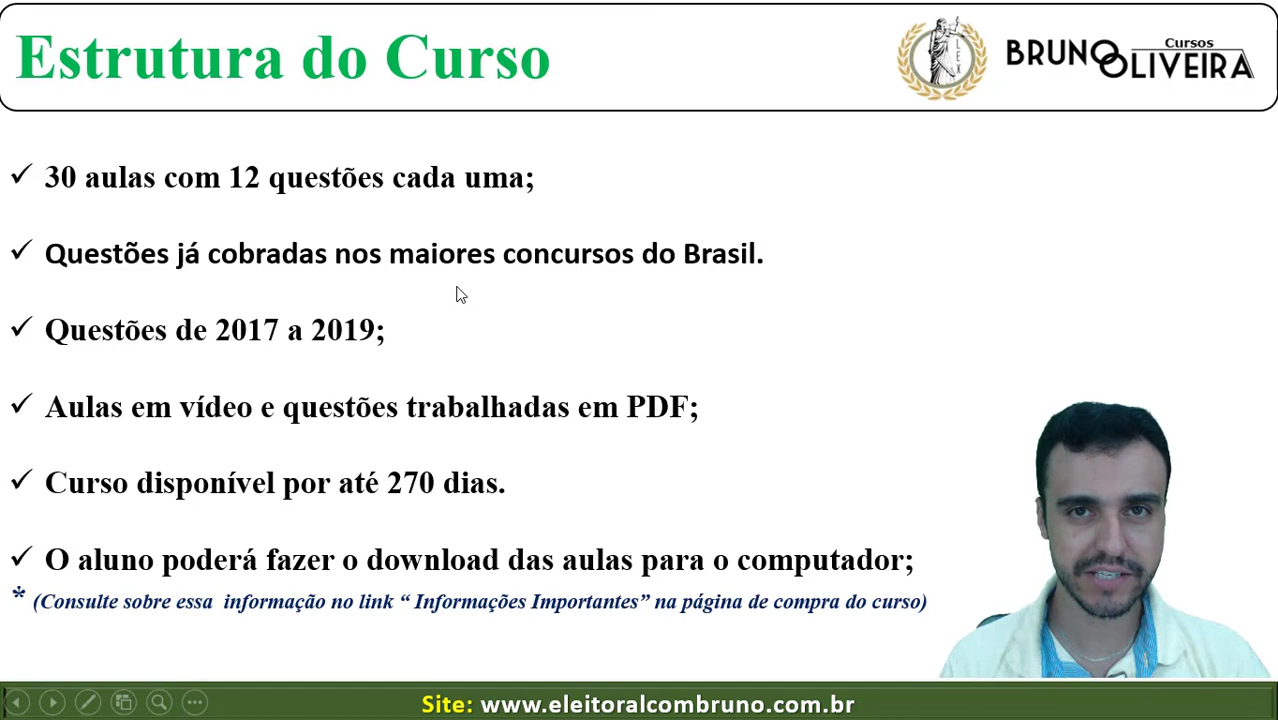 Estrutura do Curso
LEX
Cursos
BRUNO
OLIVEIRA
✓ 30 aulas com 12 questões cada uma;
✓ Questões já cobradas nos maiores concursos do Brasil.
✓ Questões de 2017 a 2019;
✓ Aulas em vídeo e questões trabalhadas em PDF;
✓ Curso disponível por até 270 dias.
✓ O aluno poderá fazer o download das aulas para o computador;
* (Consulte sobre essa informação no link “ Informações Importantes” na página de compra do curso)
Site: www.eleitoralcombruno.com.br